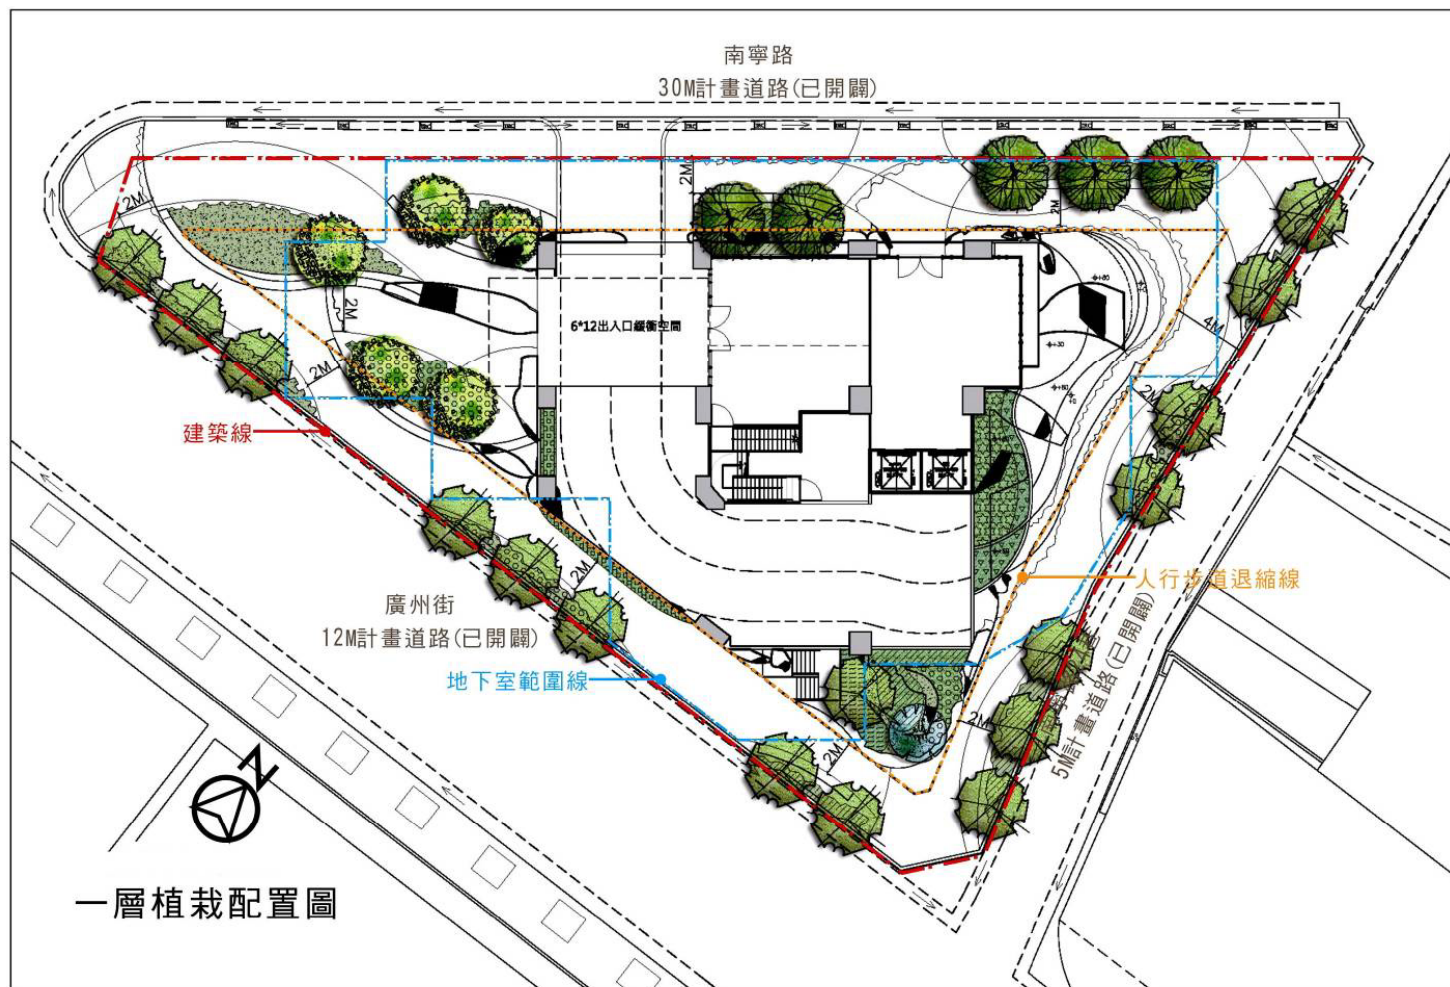 南寧路
30M計畫道路(已開闢)
2M
2M
2M
2M
4M
6*12出入口緩衝空間
2M
2M
建築線
2M
人行步道退縮線
廣州街
12M計畫道路(已開闢)
地下室範圍線
2M
2M
5M計畫道路(已開闢)
N
一層植栽配置圖